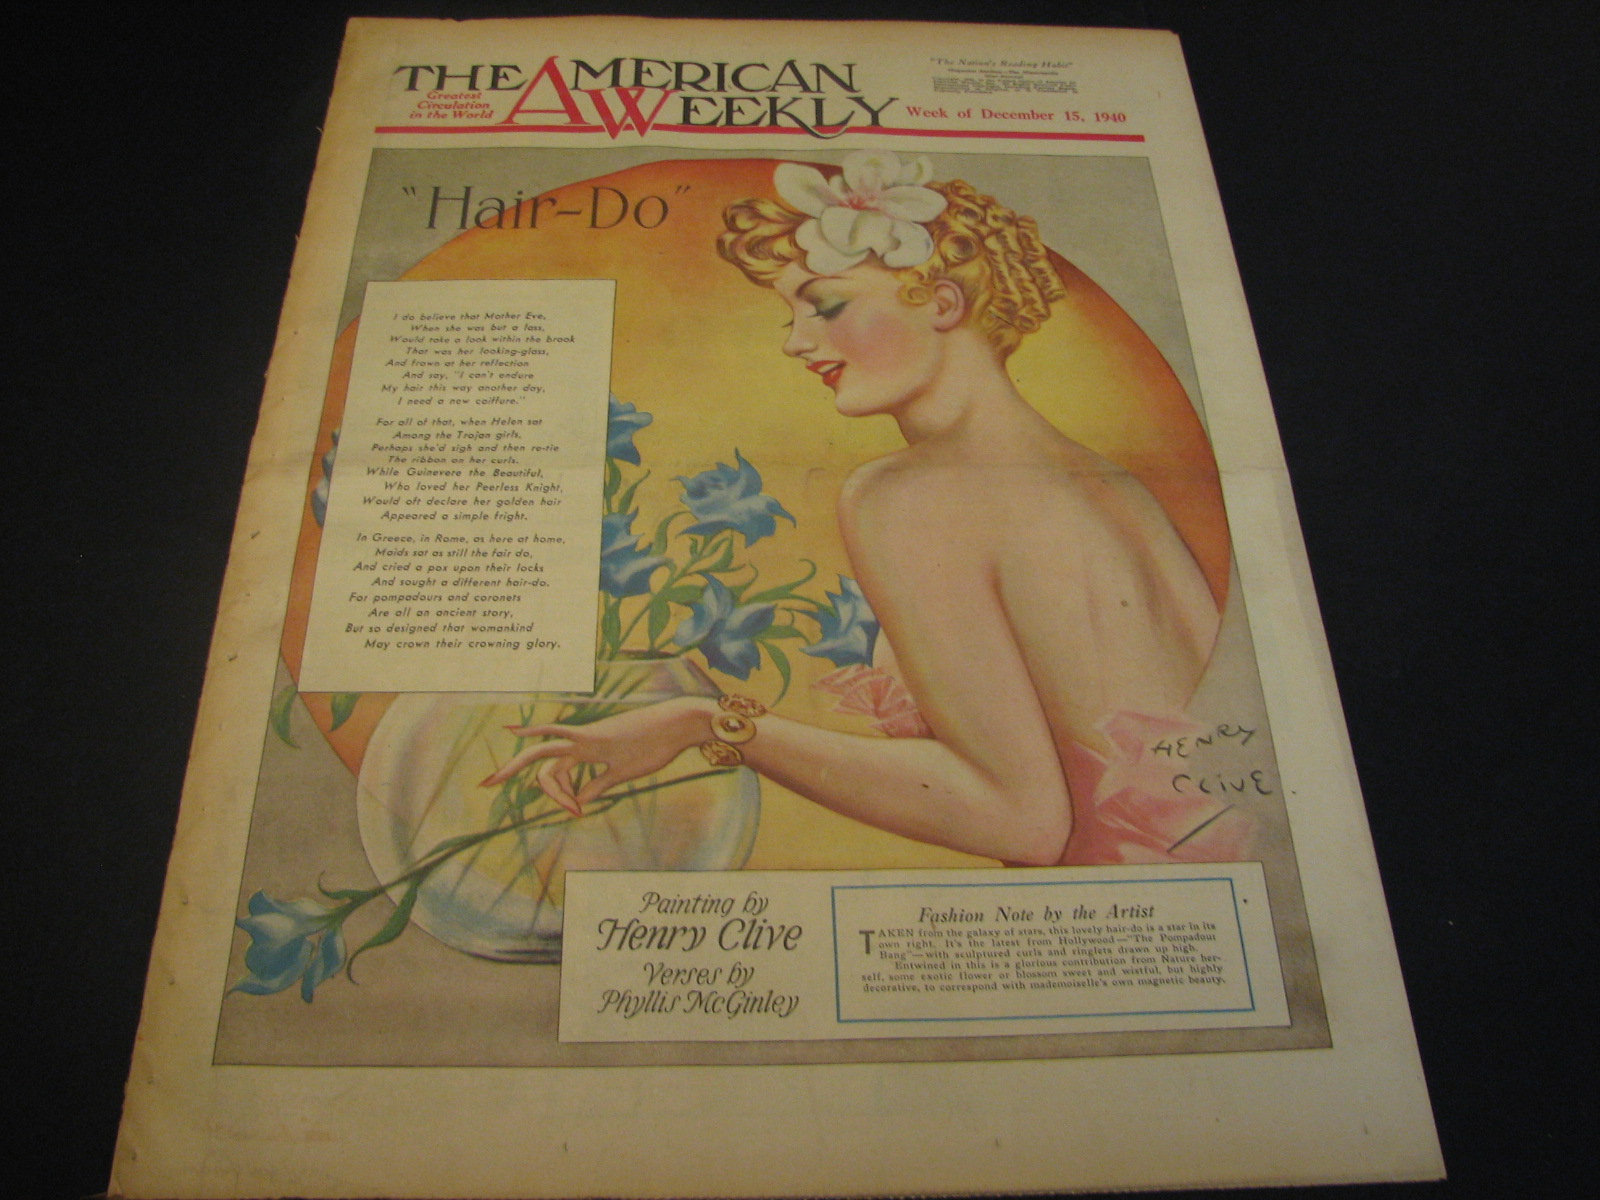 THE AMERICAN
WEEKLY
Greatest
Circulation
in the World
"The Nation's Reading Habit"
Week of December 15, 1940
"Hair-Do"
I do believe that Mother Eve,
When she was but a lass,
Would take a look within the brook
That was her looking-glass,
And frown at her reflection
And say, "I can't endure
My hair this way another day,
I need a new coiffure."
For all of that, when Helen sat
Among the Trojan girls,
Perhaps she'd sigh and then re-tie
The ribbon on her curls.
While Guinevere the Beautiful,
Who loved her Peerless Knight,
Would oft declare her golden hair
Appeared a simple fright.
In Greece, in Rome, as here at home,
Maids sat as still the fair do,
And cried a pox upon their locks
And sought a different hair-do.
For pompadours and coronets
Are all an ancient story,
But so designed that womankind
May crown their crowning glory.
HENRY
CLIVE
Painting by
Henry Clive
Verses by
Phyllis McGinley
Fashion Note by the Artist
TAKEN from the galaxy of stars, this lovely hair-do is a star in its
own right. It's the latest from Hollywood—"The Pompadour
Bang"—with sculptured curls and ringlets drawn up high.
Entwined in this is a glorious contribution from Nature her-
self, some exotic flower or blossom sweet and wistful, but highly
decorative, to correspond with mademoiselle's own magnetic beauty.